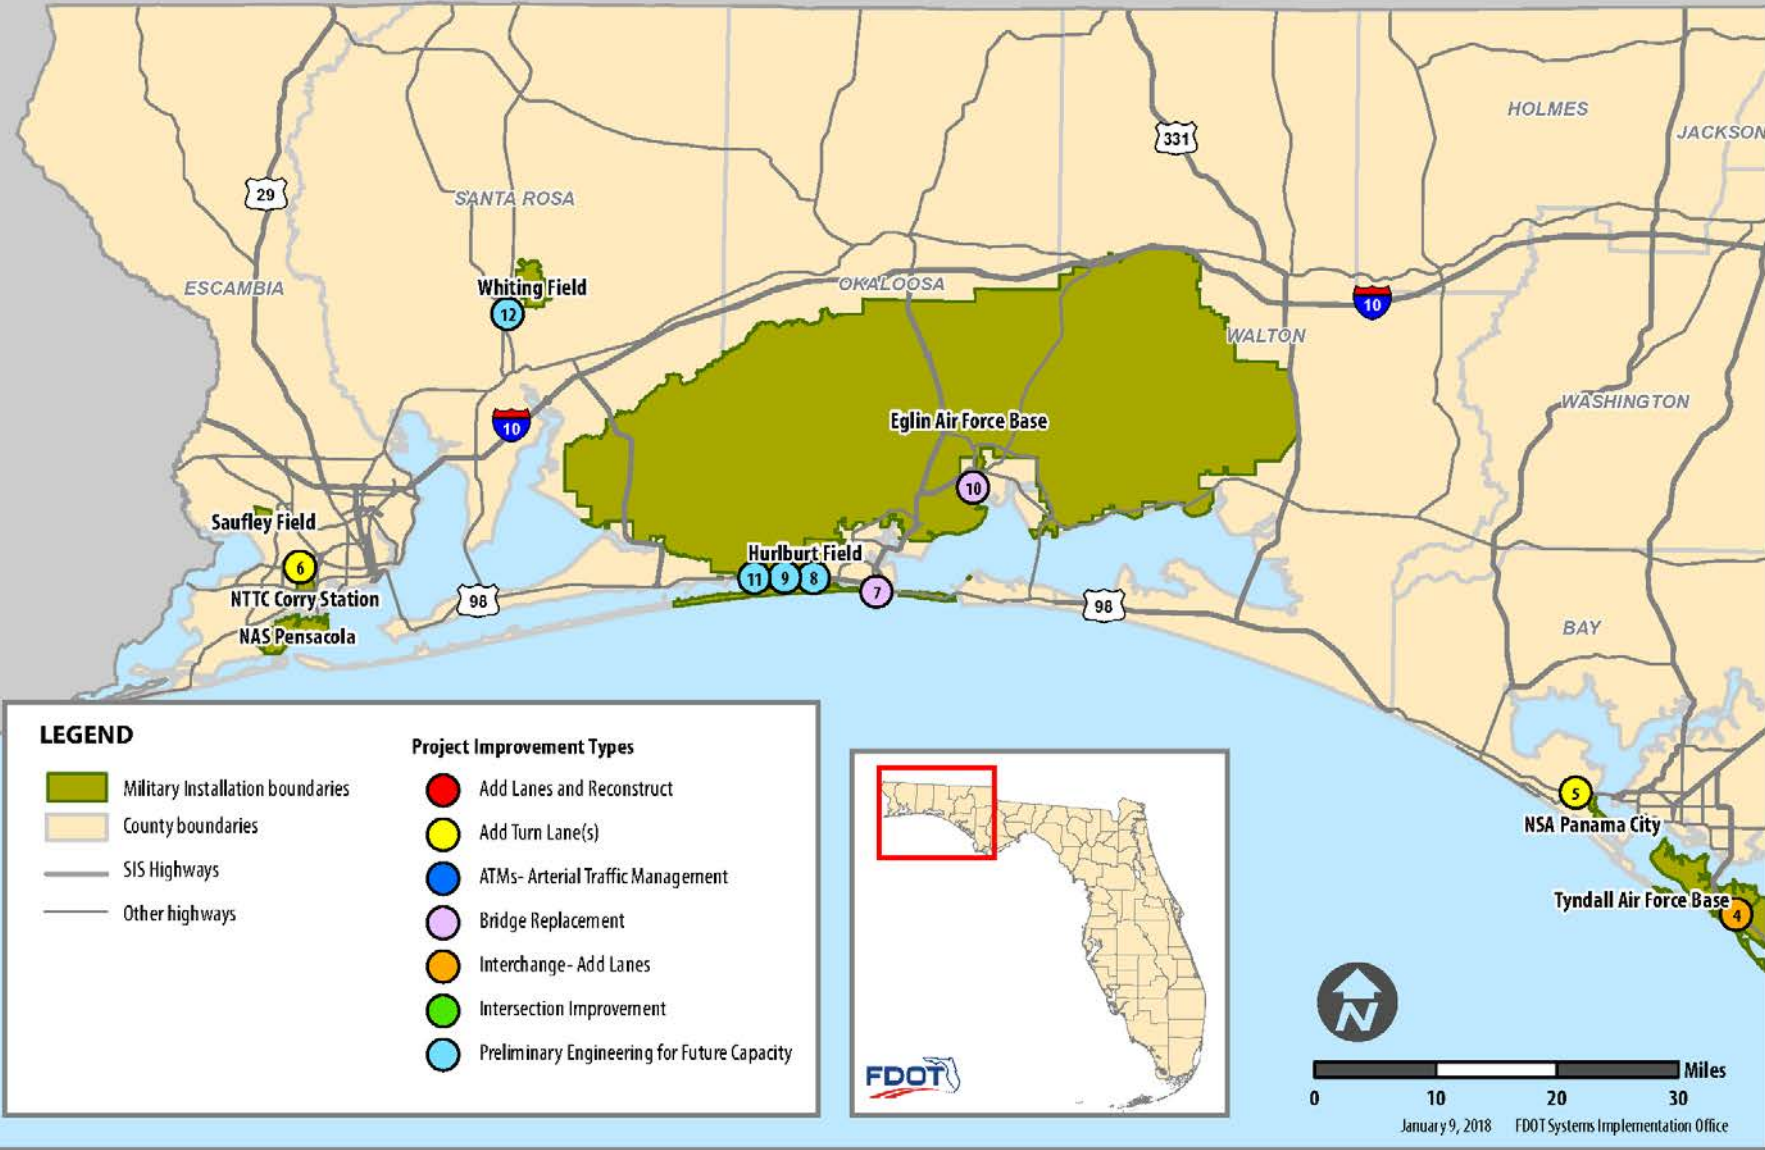 HOLMES
JACKSON
331
29
SANTA ROSA
ESCAMBIA
Whiting Field
12
OKALOOSA
10
WALTON
WASHINGTON
10
Eglin Air Force Base
10
Saufley Field
6
Hurlburt Field
11
9
8
7
NTTC Corry Station
98
98
NAS Pensacola
BAY
5
NSA Panama City
Tyndall Air Force Base
4
LEGEND
Military Installation boundaries
County boundaries
SIS Highways
Other highways
Project Improvement Types
Add Lanes and Reconstruct
Add Turn Lane(s)
ATMs- Arterial Traffic Management
Bridge Replacement
Interchange- Add Lanes
Intersection Improvement
Preliminary Engineering for Future Capacity
FDOT
N
Miles
0 10 20 30
January 9, 2018 FDOT Systems Implementation Office